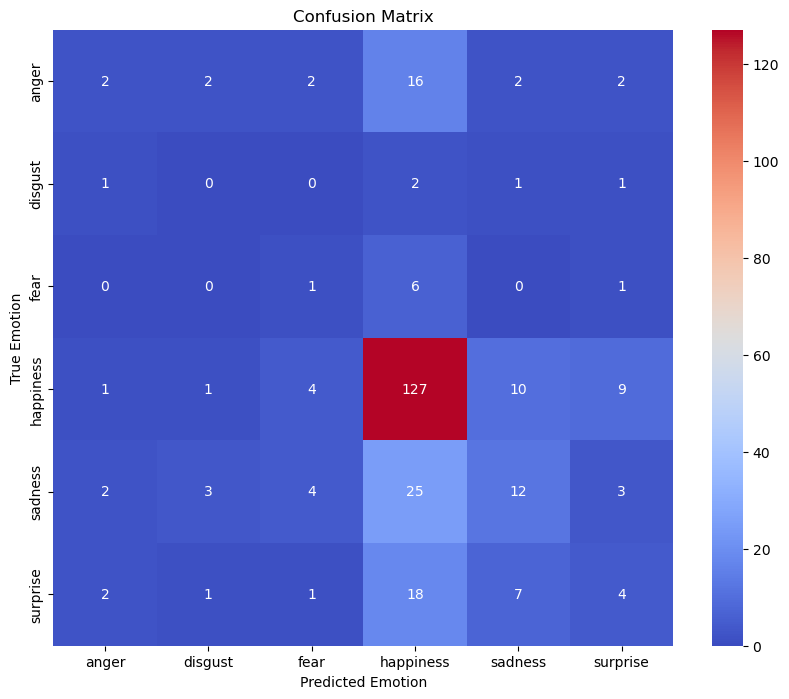 Confusion Matrix
anger 2 2 2 16 2 2
disgust 1 0 0 2 1 1
fear 0 0 1 6 0 1
happiness 1 1 4 127 10 9
sadness 2 3 4 25 12 3
surprise 2 1 1 18 7 4
True Emotion
anger disgust fear happiness sadness surprise
Predicted Emotion
120
100
80
60
40
20
0